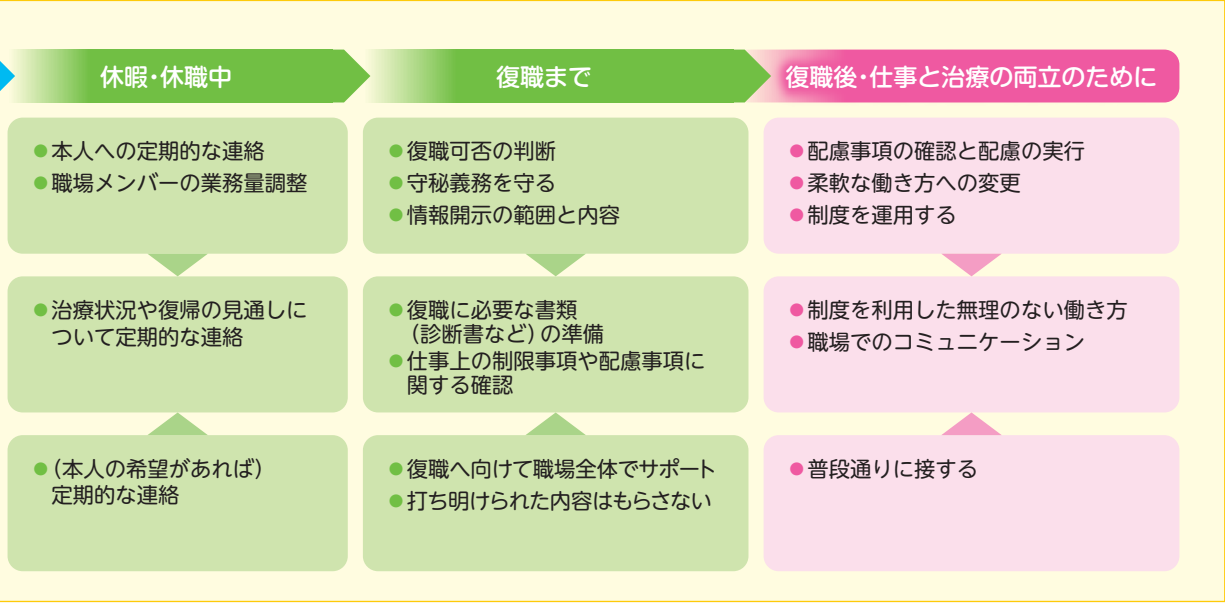 休暇・休職中
復職まで
復職後・仕事と治療の両立のために
●本人への定期的な連絡
●職場メンバーの業務量調整
●復職可否の判断
●守秘義務を守る
●情報開示の範囲と内容
●配慮事項の確認と配慮の実行
●柔軟な働き方への変更
●制度を運用する
●治療状況や復帰の見通しに
ついて定期的な連絡
●復職に必要な書類
（診断書など）の準備
●仕事上の制限事項や配慮事項に
関する確認
●制度を利用した無理のない働き方
●職場でのコミュニケーション
●（本人の希望があれば）
定期的な連絡
●復職へ向けて職場全体でサポート
●打ち明けられた内容はもらさない
●普段通りに接する